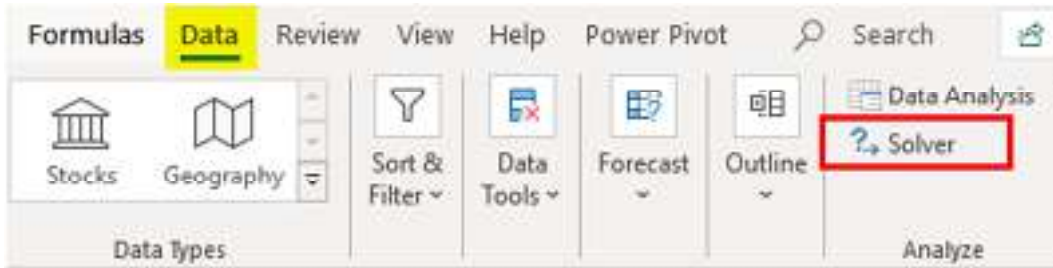 Formulas Data Review View Help Power Pivot Search
Data Analysis
Solver
Stocks Geography Sort & Filter Data Tools Forecast Outline
Data Types Analyze